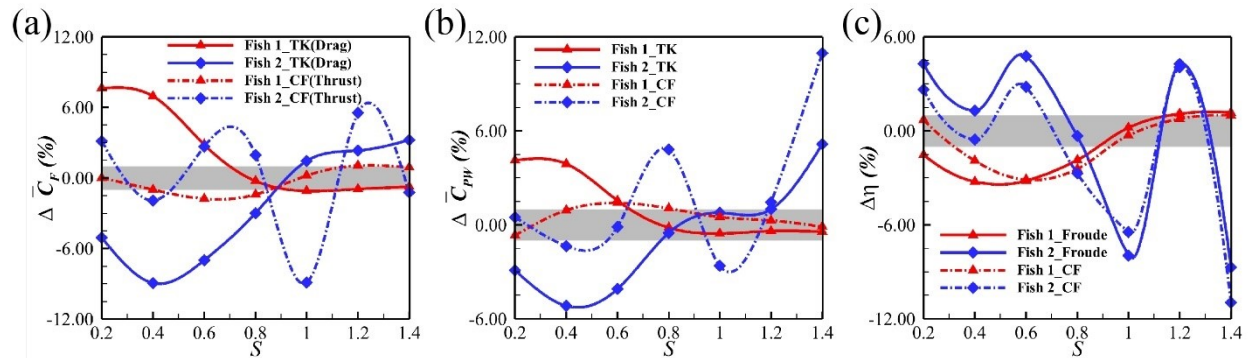 (a)
12.00
6.00
0.00
-6.00
-12.00
Δ C̅_F (%)
Fish 1_TK(Drag)
Fish 2_TK(Drag)
Fish 1_CF(Thrust)
Fish 2_CF(Thrust)
0.2 0.4 0.6 0.8 1 1.2 1.4
S
(b)
12.00
6.00
0.00
-6.00
Δ C̅_PW (%)
Fish 1_TK
Fish 2_TK
Fish 1_CF
Fish 2_CF
0.2 0.4 0.6 0.8 1 1.2 1.4
S
(c)
6.00
0.00
-6.00
-12.00
Δη (%)
Fish 1_Froude
Fish 2_Froude
Fish 1_CF
Fish 2_CF
0.2 0.4 0.6 0.8 1 1.2 1.4
S